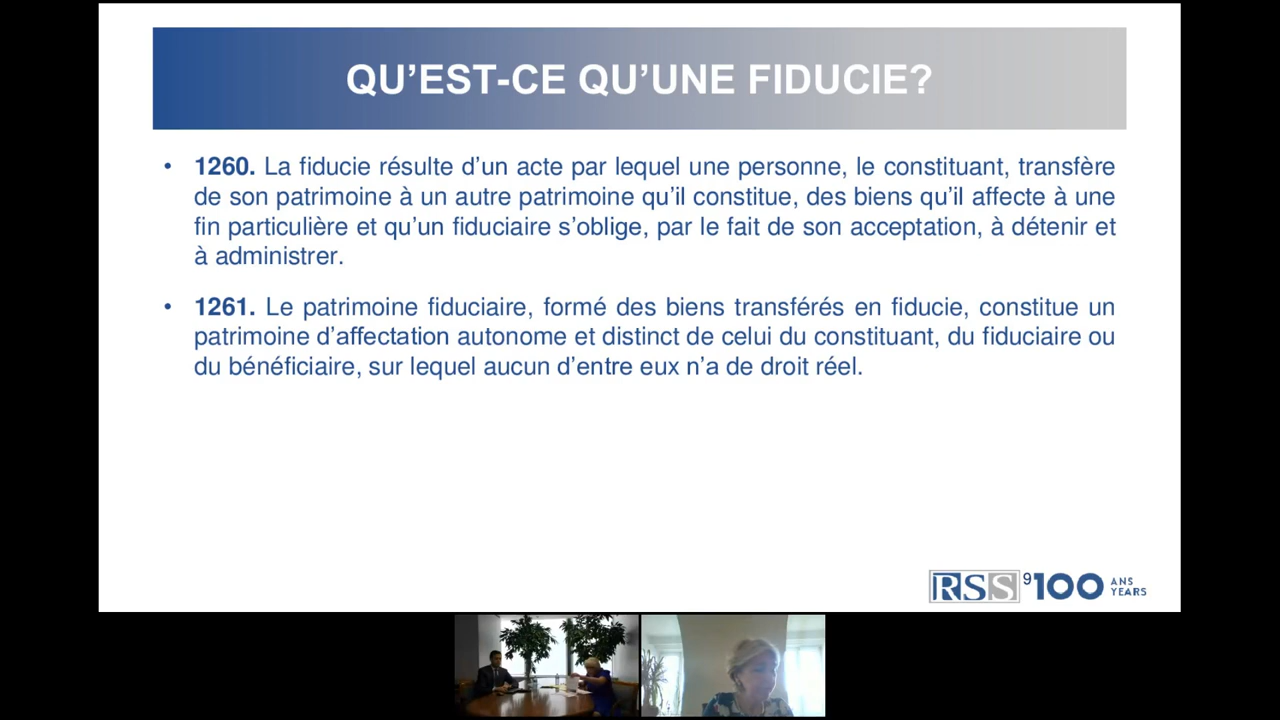 QU’EST-CE QU’UNE FIDUCIE?
• 1260. La fiducie résulte d’un acte par lequel une personne, le constituant, transfère
de son patrimoine à un autre patrimoine qu’il constitue, des biens qu’il affecte à une
fin particulière et qu’un fiduciaire s’oblige, par le fait de son acceptation, à détenir et
à administrer.
• 1261. Le patrimoine fiduciaire, formé des biens transférés en fiducie, constitue un
patrimoine d’affectation autonome et distinct de celui du constituant, du fiduciaire ou
du bénéficiaire, sur lequel aucun d’entre eux n’a de droit réel.
RSS 9 100 ANS
YEARS